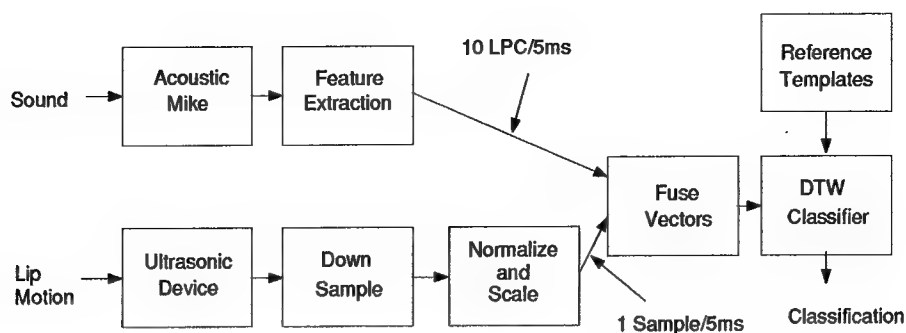 10 LPC/5ms
Reference
Templates
Sound
Acoustic
Mike
Feature
Extraction
Fuse
Vectors
DTW
Classifier
Lip
Motion
Ultrasonic
Device
Down
Sample
Normalize
and
Scale
1 Sample/5ms
Classification